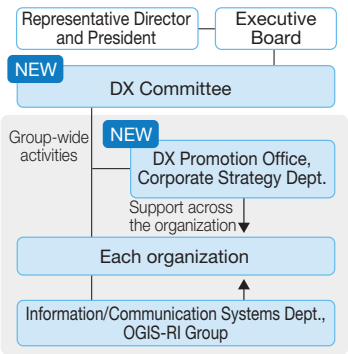 Representative Director
and President
Executive
Board
NEW
DX Committee
Group-wide
activities
NEW
DX Promotion Office,
Corporate Strategy Dept.
Support across
the organization
Each organization
Information/Communication Systems Dept.,
OGIS-RI Group